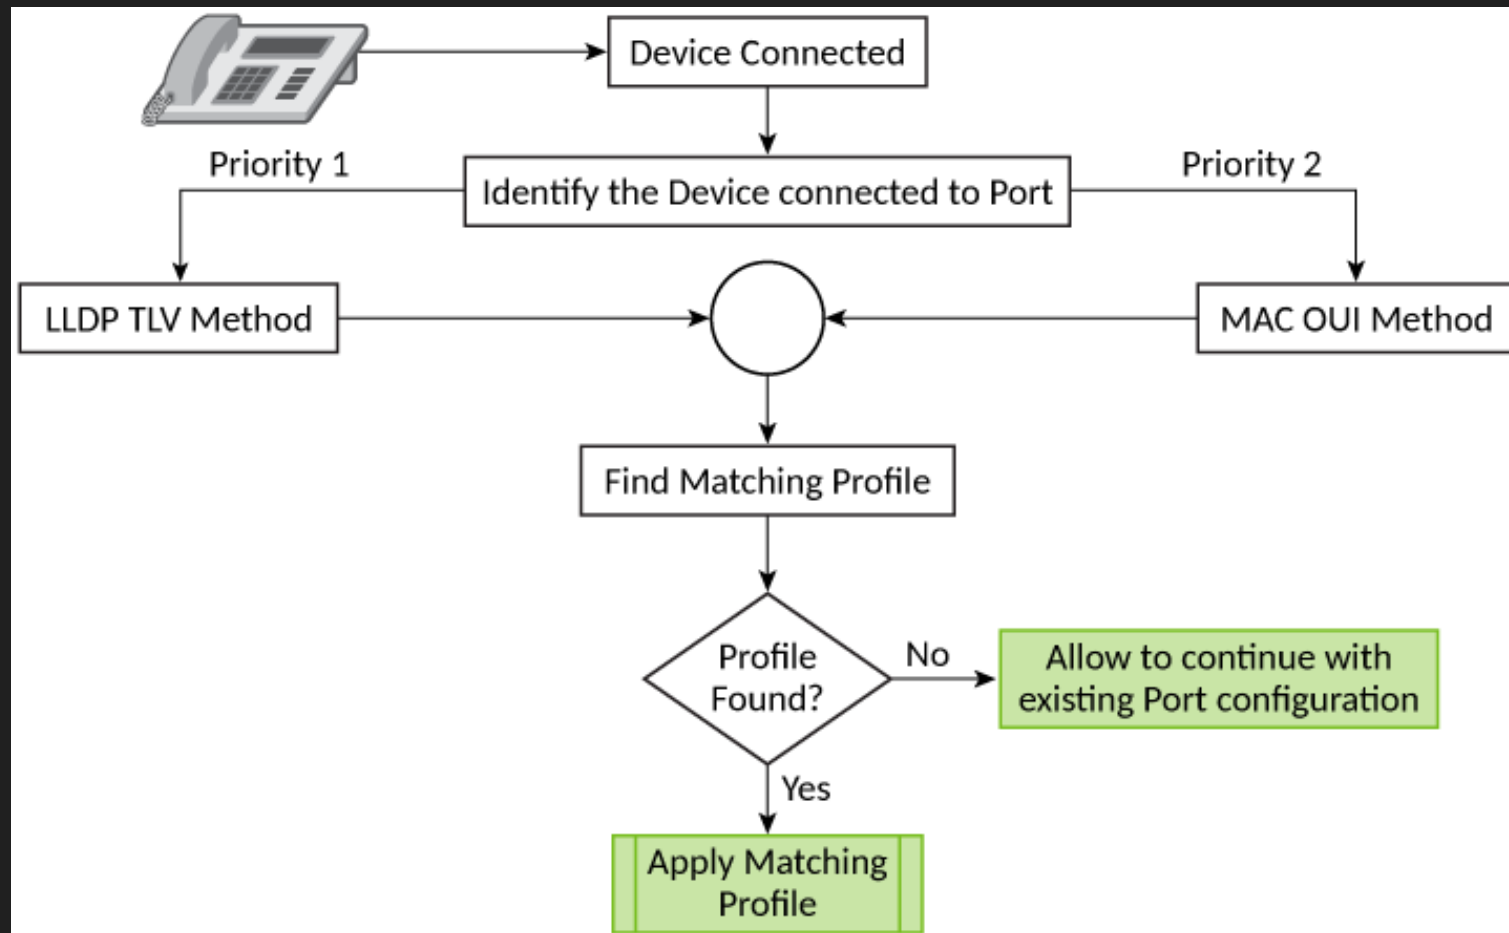 Device Connected
Priority 1
Identify the Device connected to Port
Priority 2
LLDP TLV Method
MAC OUI Method
Find Matching Profile
Profile
Found?
No
Allow to continue with
existing Port configuration
Yes
Apply Matching
Profile